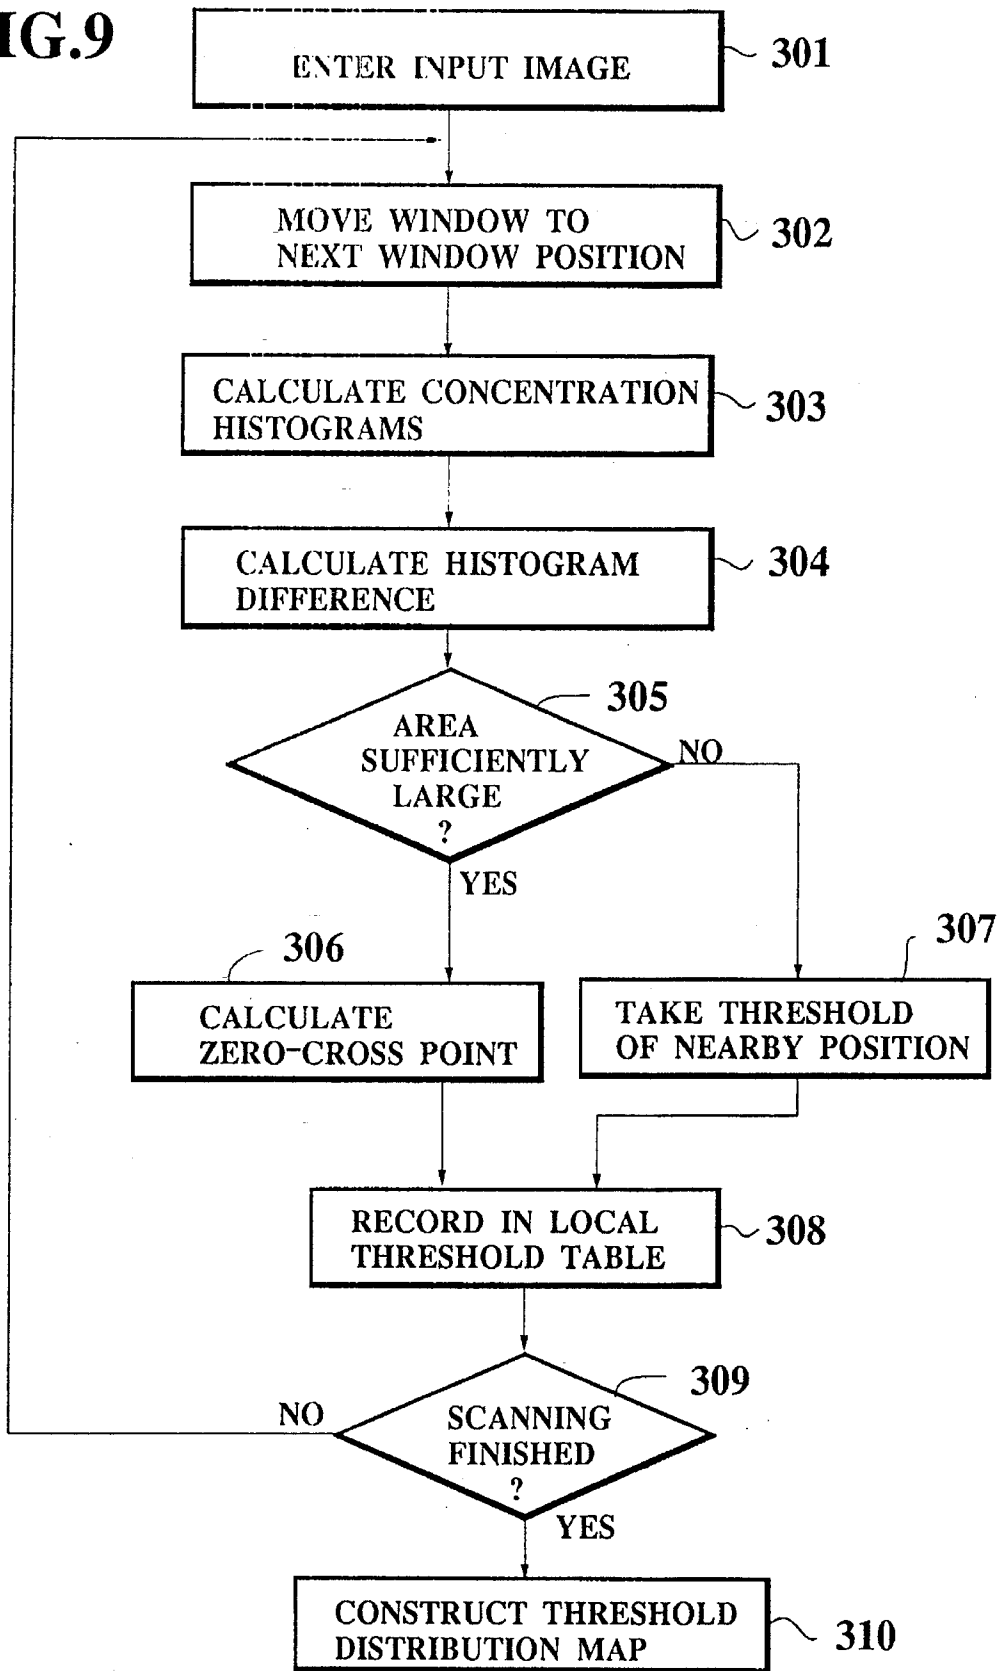 IG.9
ENTER INPUT IMAGE
301
MOVE WINDOW TO
NEXT WINDOW POSITION
302
CALCULATE CONCENTRATION
HISTOGRAMS
303
CALCULATE HISTOGRAM
DIFFERENCE
304
AREA
SUFFICIENTLY
LARGE
?
305
NO
YES
306
CALCULATE
ZERO-CROSS POINT
307
TAKE THRESHOLD
OF NEARBY POSITION
RECORD IN LOCAL
THRESHOLD TABLE
308
309
NO
SCANNING
FINISHED
?
YES
CONSTRUCT THRESHOLD
DISTRIBUTION MAP
310